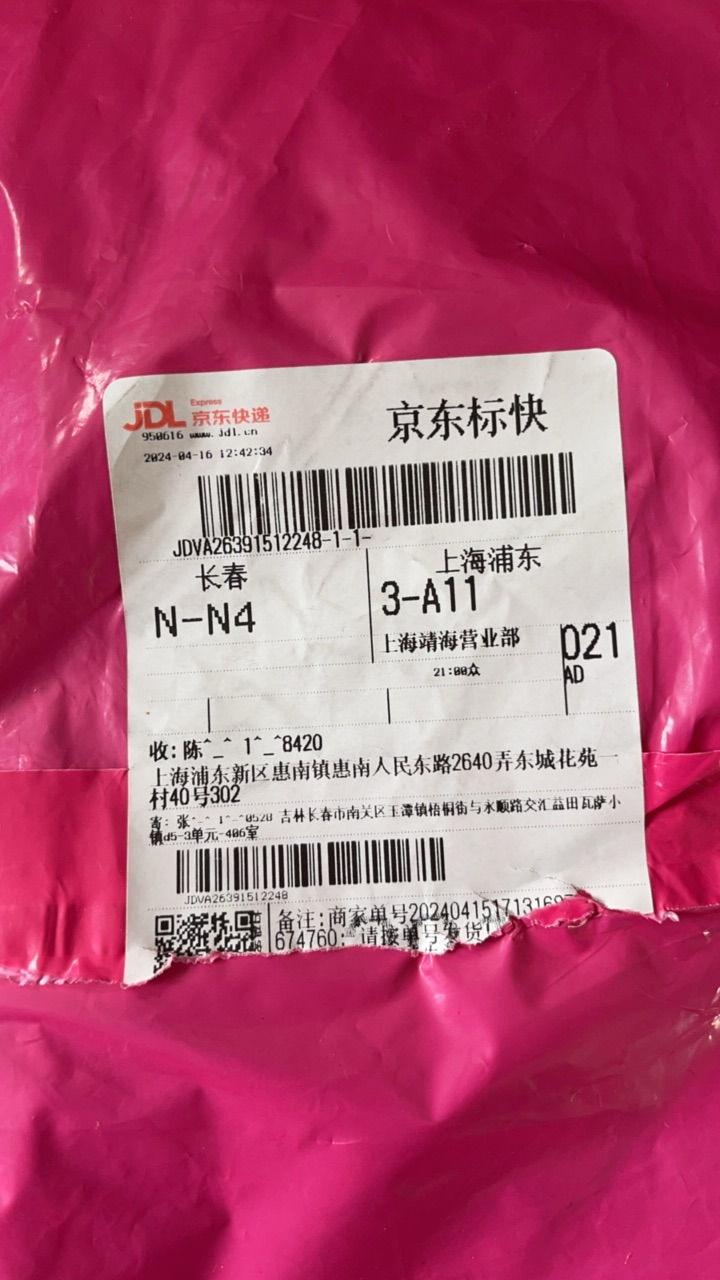 JDL Express 京东快递
京东标快
950616 www.jdl.cn
2024-04-16 12:42:34
JDVA26391512248-1-1-
长春
上海浦东
N-N4
3-A11
上海靖海营业部
021
21:00众
AD
收: 陈^_^ 1^_^8420
上海浦东新区惠南镇惠南人民东路2640弄东城花苑一
村40号302
寄: 张^_^ 1^_^0520 吉林长春市南关区玉潭镇梧桐街与永顺路交汇益田瓦萨小
镇d5-3单元-406室
JDVA26391512248
备注: 商家单号2024041517131
674760: 请按单号发货!